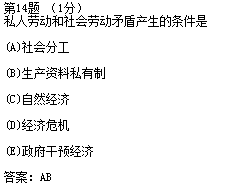 第14题 （1分）
私人劳动和社会劳动矛盾产生的条件是
(A)社会分工
(B)生产资料私有制
(C)自然经济
(D)经济危机
(E)政府干预经济
答案：AB